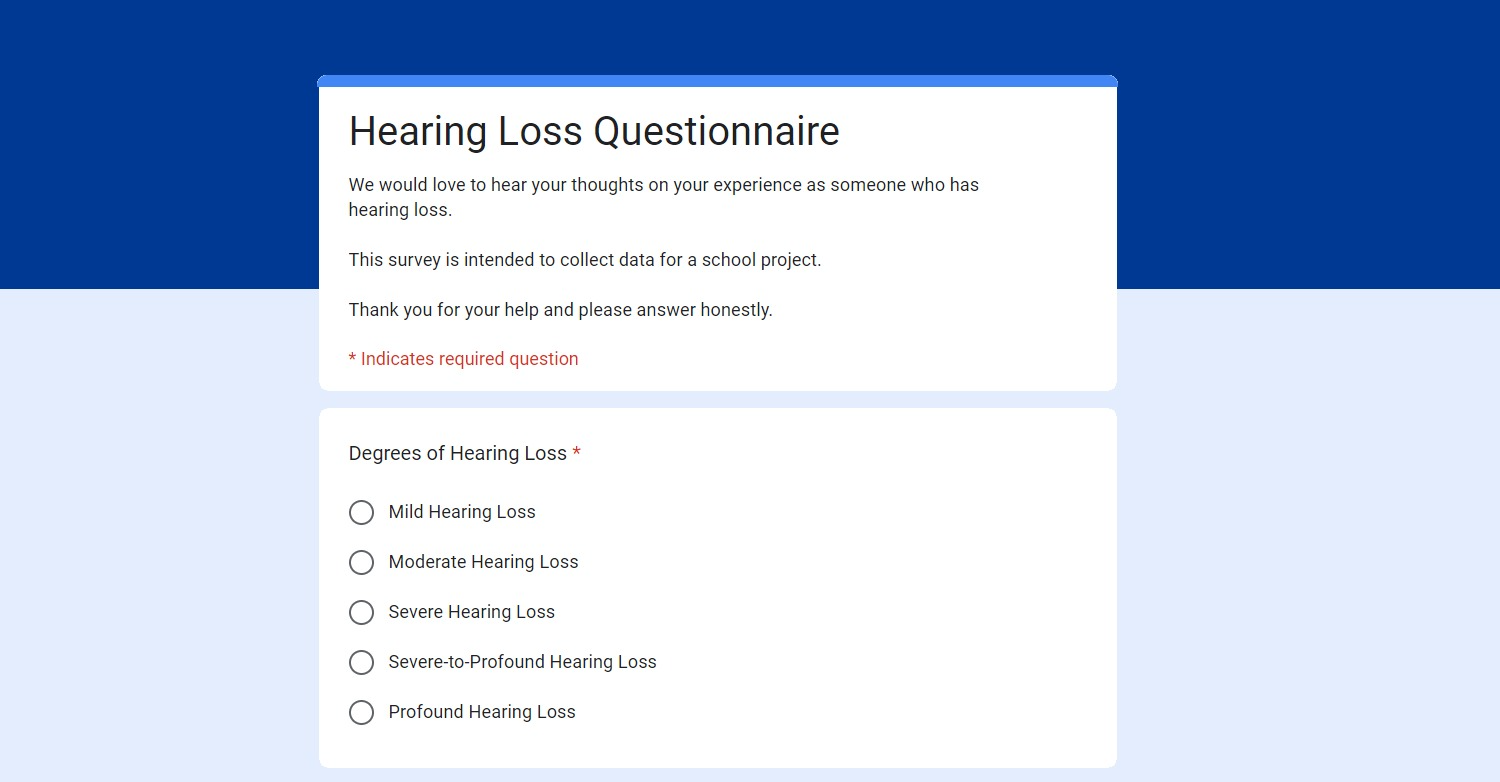 Hearing Loss Questionnaire
We would love to hear your thoughts on your experience as someone who has
hearing loss.
This survey is intended to collect data for a school project.
Thank you for your help and please answer honestly.
* Indicates required question
Degrees of Hearing Loss *
Mild Hearing Loss
Moderate Hearing Loss
Severe Hearing Loss
Severe-to-Profound Hearing Loss
Profound Hearing Loss